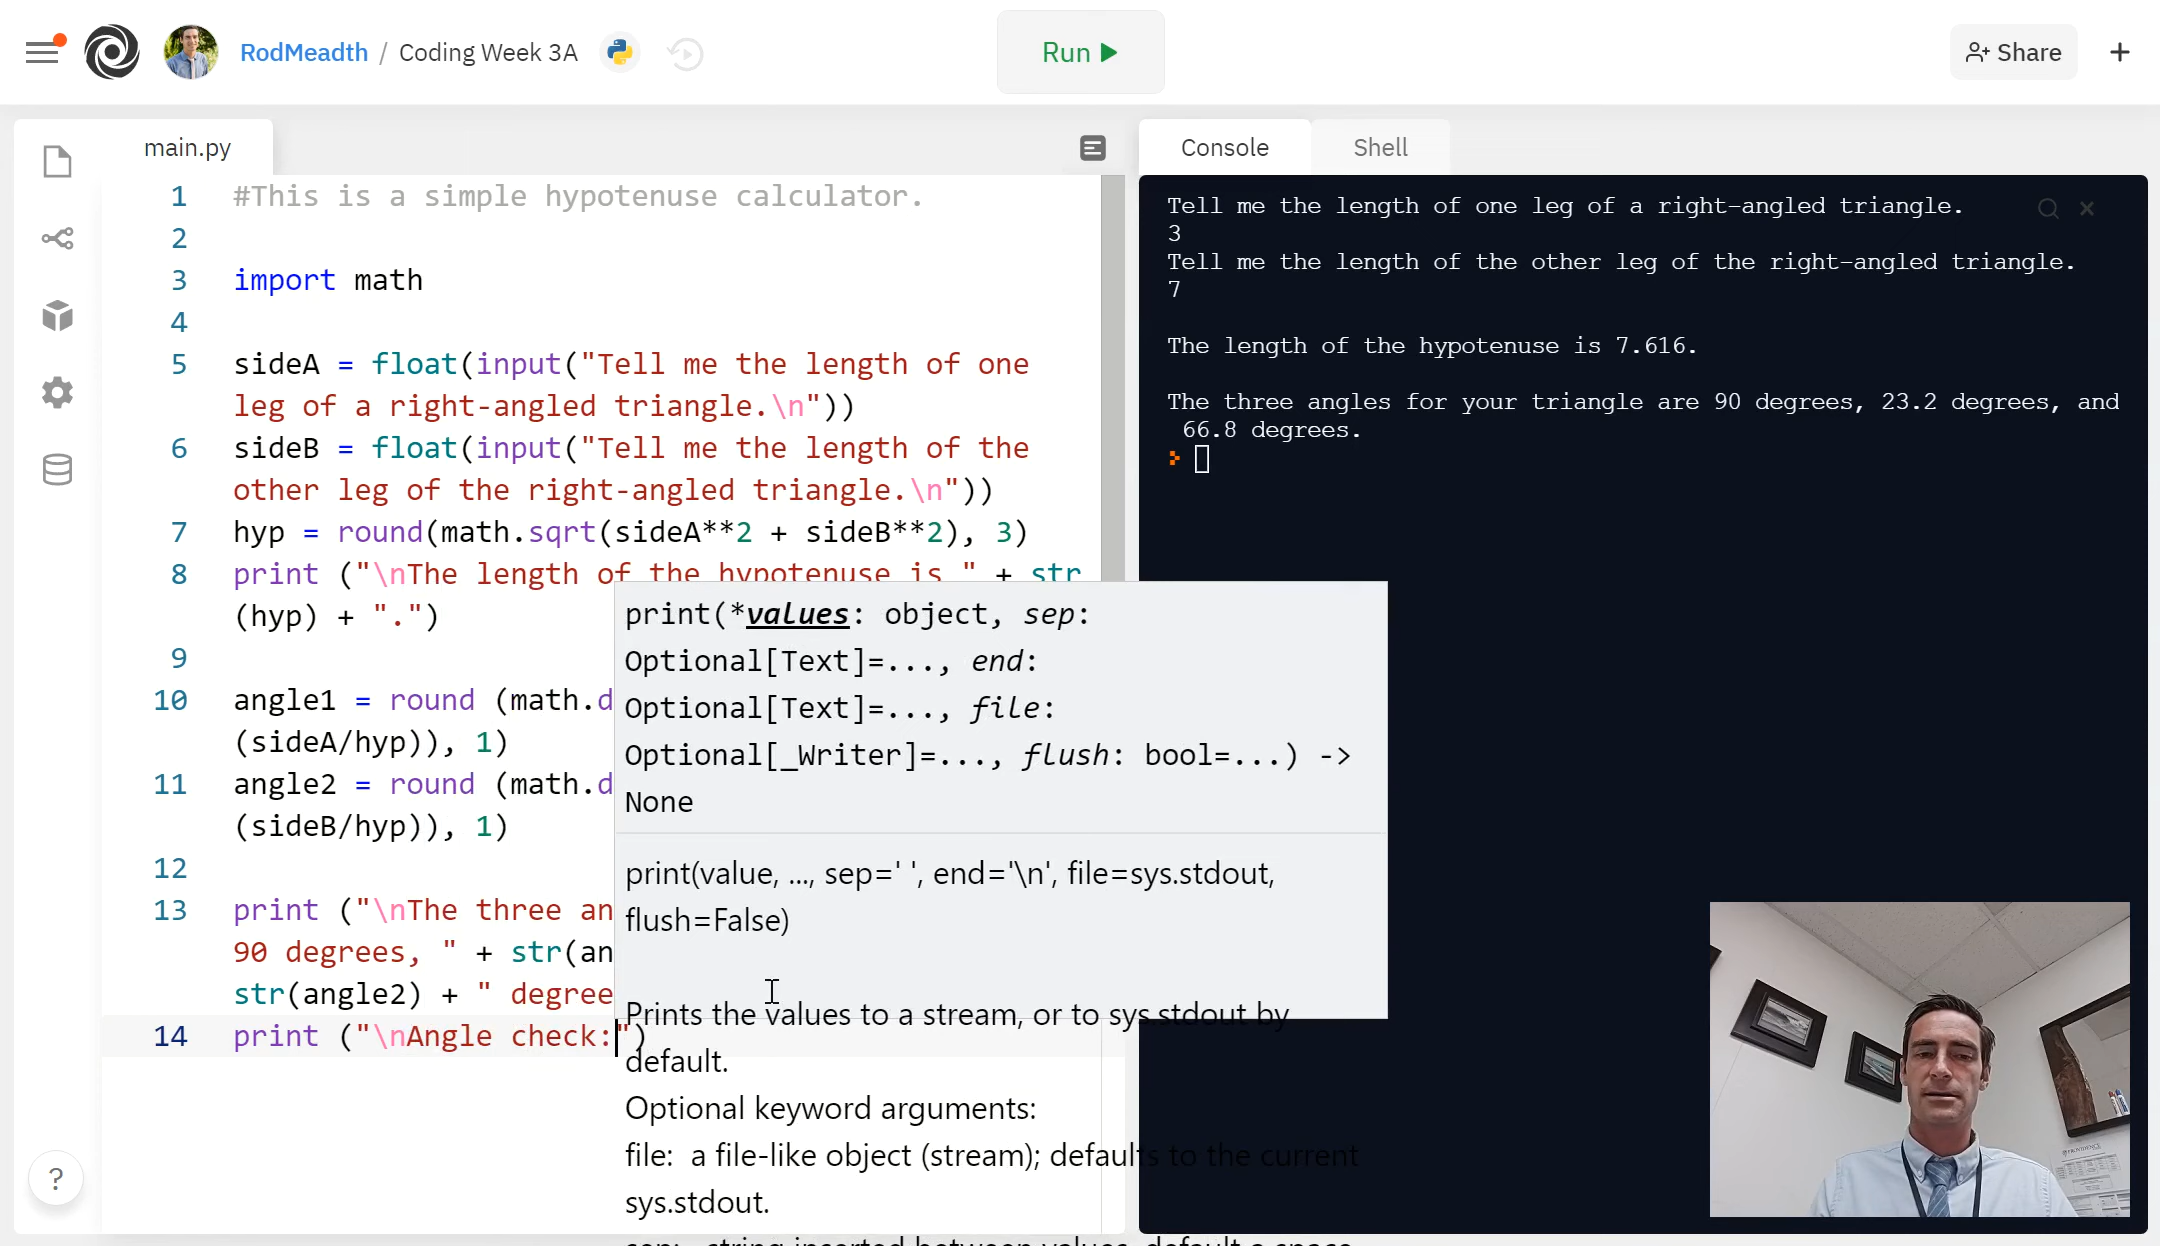 RodMeadth / Coding Week 3A
Run
Share
main.py
1 #This is a simple hypotenuse calculator.
2
3 import math
4
5 sideA = float(input("Tell me the length of one
leg of a right-angled triangle.\n"))
6 sideB = float(input("Tell me the length of the
other leg of the right-angled triangle.\n"))
7 hyp = round(math.sqrt(sideA**2 + sideB**2), 3)
8 print ("\nThe length of the hypotenuse is " + str
(hyp) + ".")
9
10 angle1 = round (math.d
(sideA/hyp)), 1)
11 angle2 = round (math.d
(sideB/hyp)), 1)
12
13 print ("\nThe three an
90 degrees, " + str(an
str(angle2) + " degree
14 print ("\nAngle check:")
print(*values: object, sep:
Optional[Text]=..., end:
Optional[Text]=..., file:
Optional[_Writer]=..., flush: bool=...) ->
None
print(value, ..., sep=' ', end='\n', file=sys.stdout,
flush=False)
Prints the values to a stream, or to sys.stdout by
default.
Optional keyword arguments:
file: a file-like object (stream); defaults to the current
sys.stdout.
sep: string inserted between values, default a space
?
Console
Shell
Tell me the length of one leg of a right-angled triangle.
3
Tell me the length of the other leg of the right-angled triangle.
7
The length of the hypotenuse is 7.616.
The three angles for your triangle are 90 degrees, 23.2 degrees, and
66.8 degrees.